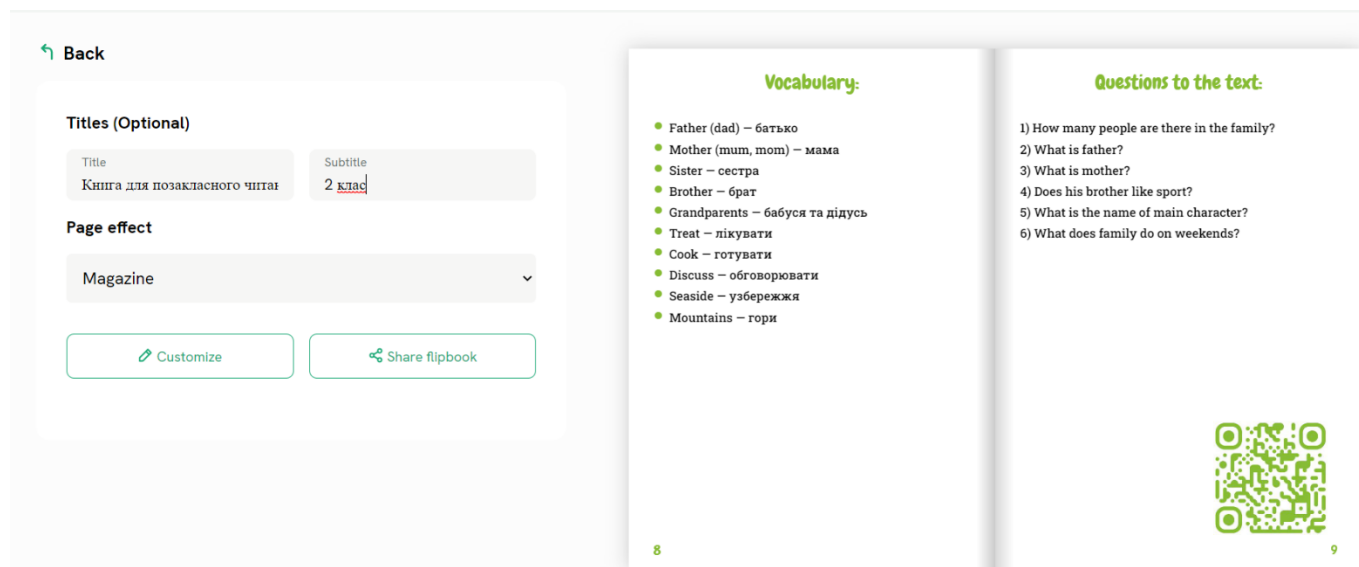 Back
Titles (Optional)
Title
Книга для позакласного
Subtitle
2 клас
Page effect
Magazine
Customize
Share flipbook
Vocabulary:
Father (dad) – батько
Mother (mum, mom) – мама
Sister – сестра
Brother – брат
Grandparents – бабуся та дідусь
Treat – лікувати
Cook – готувати
Discuss – обговорювати
Seaside – узбережжя
Mountains – гори
8
Questions to the text:
1) How many people are there in the family?
2) What is father?
3) What is mother?
4) Does his brother like sport?
5) What is the name of main character?
6) What does family do on weekends?
9